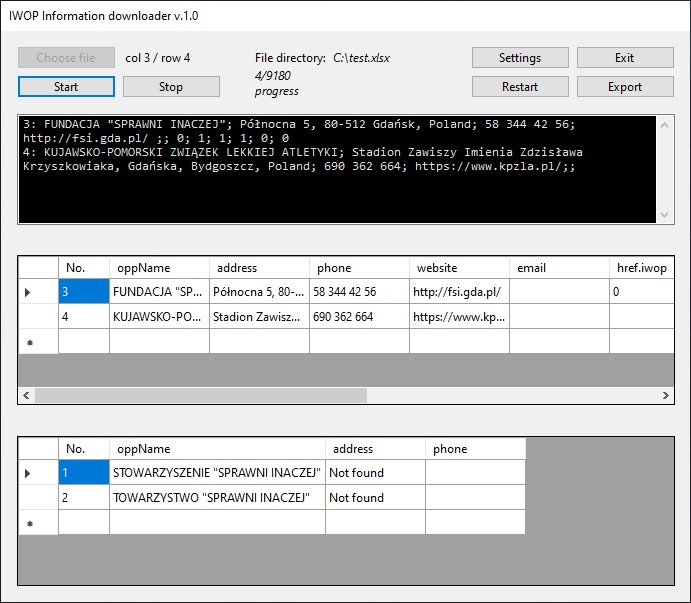 IWOP Information downloader v.1.0
Choose file col 3 / row 4 File directory: C:\test.xlsx Settings Exit
4/9180
Start Stop progress Restart Export
3: FUNDACJA "SPRAWNI INACZEJ"; Północna 5, 80-512 Gdańsk, Poland; 58 344 42 56;
http://fsi.gda.pl/ ;; 0; 1; 1; 1; 0; 0
4: KUJAWSKO-POMORSKI ZWIĄZEK LEKKIEJ ATLETYKI; Stadion Zawiszy Imienia Zdzisława
Krzyszkowiaka, Gdańska, Bydgoszcz, Poland; 690 362 664; https://www.kpzla.pl/;;
No. oppName address phone website email href.iwop
3 FUNDACJA "SP... Północna 5, 80-... 58 344 42 56 http://fsi.gda.pl/ 0
4 KUJAWSKO-PO... Stadion Zawisz... 690 362 664 https://www.kp...
No. oppName address phone
1 STOWARZYSZENIE "SPRAWNI INACZEJ" Not found
2 TOWARZYSTWO "SPRAWNI INACZEJ" Not found